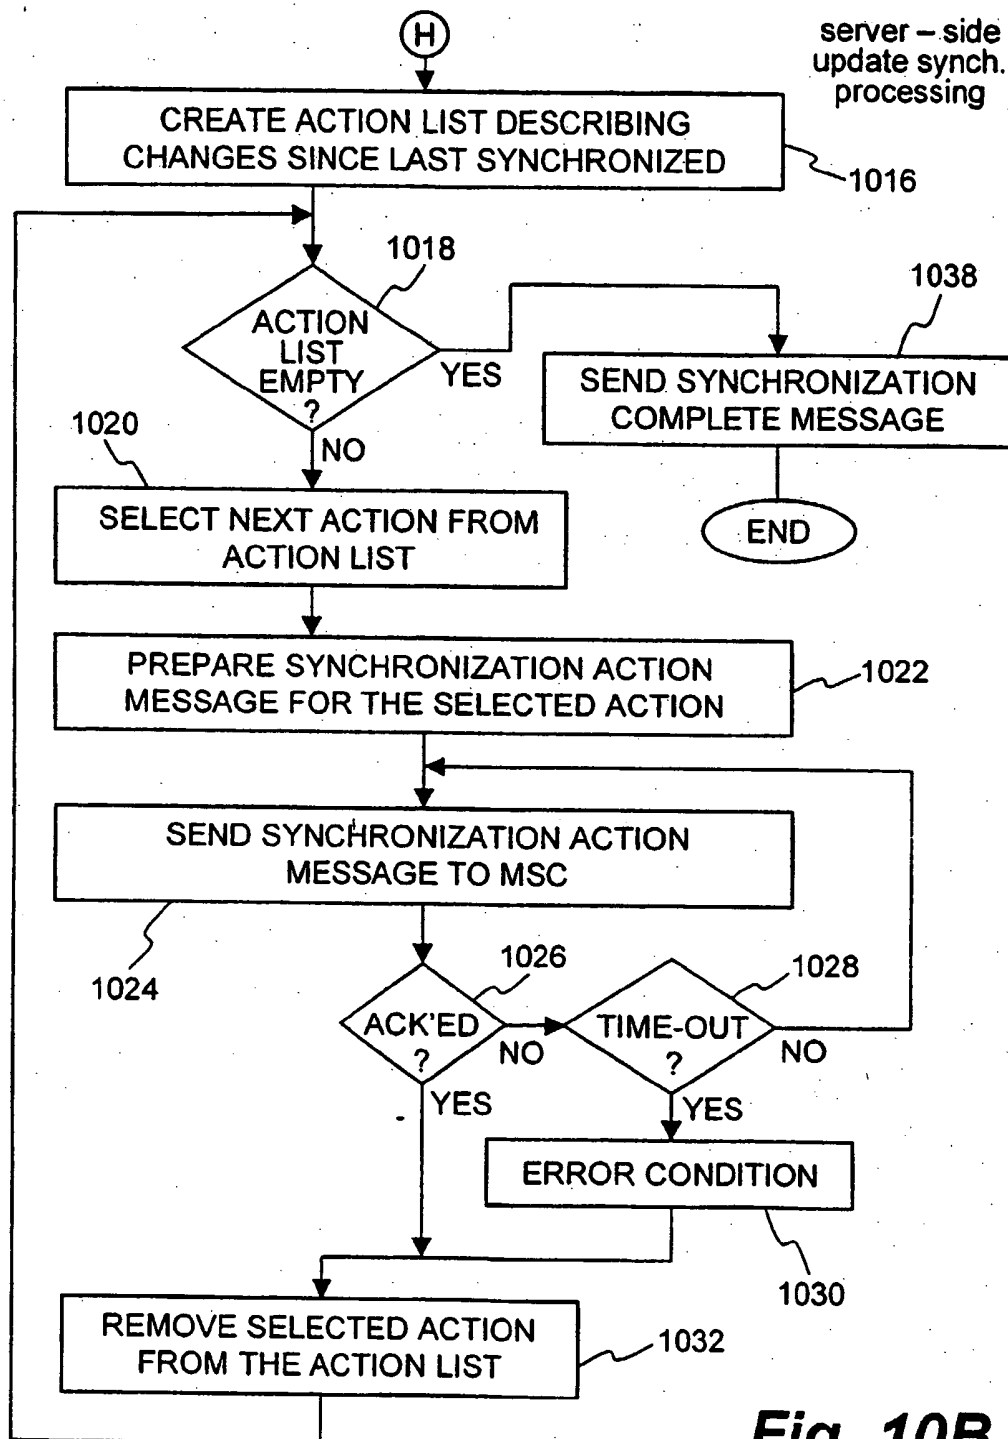 H
server – side
update synch.
processing
CREATE ACTION LIST DESCRIBING
CHANGES SINCE LAST SYNCHRONIZED
1016
1018
ACTION
LIST
EMPTY
?
YES
1038
SEND SYNCHRONIZATION
COMPLETE MESSAGE
1020
NO
SELECT NEXT ACTION FROM
ACTION LIST
END
PREPARE SYNCHRONIZATION ACTION
MESSAGE FOR THE SELECTED ACTION
1022
SEND SYNCHRONIZATION ACTION
MESSAGE TO MSC
1024
1026
ACK'ED
?
NO
1028
TIME-OUT
?
NO
YES
YES
ERROR CONDITION
1030
REMOVE SELECTED ACTION
FROM THE ACTION LIST
1032
Fig. 10B